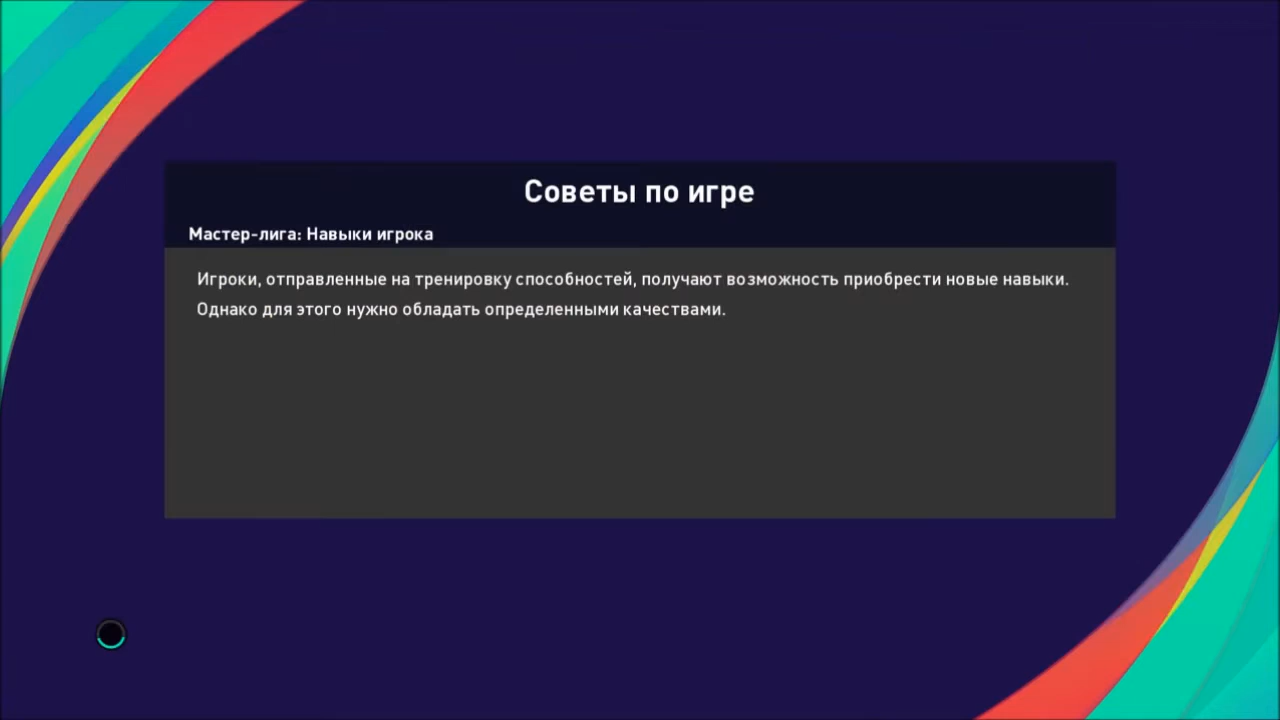 Советы по игре
Мастер-лига: Навыки игрока
Игроки, отправленные на тренировку способностей, получают возможность приобрести новые навыки.
Однако для этого нужно обладать определенными качествами.